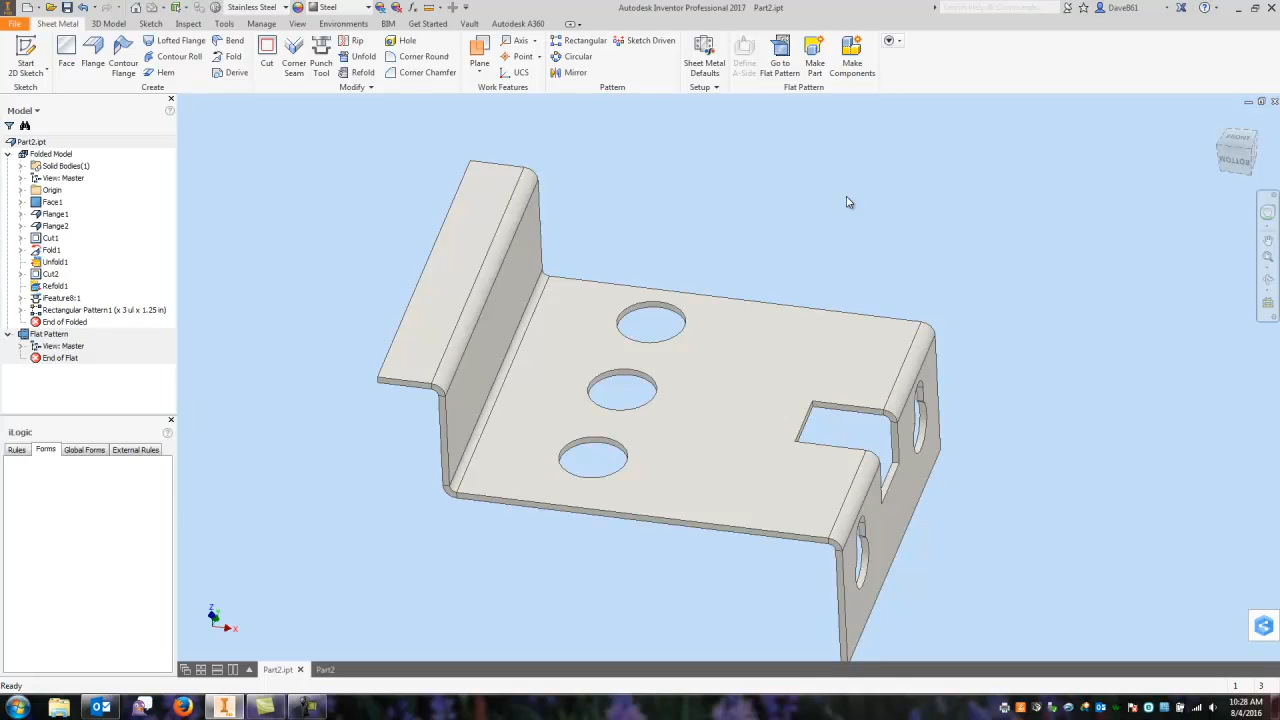 Stainless Steel
Steel
Autodesk Inventor Professional 2017 Part2.ipt
Dave861
File Sheet Metal 3D Model Sketch Inspect Tools Manage View Environments BIM Get Started Vault Autodesk A360
Start
2D Sketch
Face
Flange
Contour
Flange
Lofted Flange
Contour Roll
Hem
Bend
Fold
Derive
Cut
Corner
Seam
Punch
Tool
Rip
Unfold
Refold
Hole
Corner Round
Corner Chamfer
Plane
Axis
Point
UCS
Rectangular
Circular
Mirror
Sketch Driven
Sheet Metal
Defaults
Define
A-Side
Go to
Flat Pattern
Make
Part
Make
Components
Sketch Create Modify Work Features Pattern Setup Flat Pattern
Model
Part2.ipt
Folded Model
Solid Bodies(1)
View: Master
Origin
Face1
Flange1
Flange2
Cut1
Fold1
Unfold1
Cut2
Refold1
iFeature8:1
Rectangular Pattern1 (x 3 ul x 1.25 in)
End of Folded
Flat Pattern
View: Master
End of Flat
iLogic
Rules Forms Global Forms External Rules
BOTTOM
Z
Y
X
Part2.ipt
Part2
Ready
1 3
10:28 AM
8/4/2016